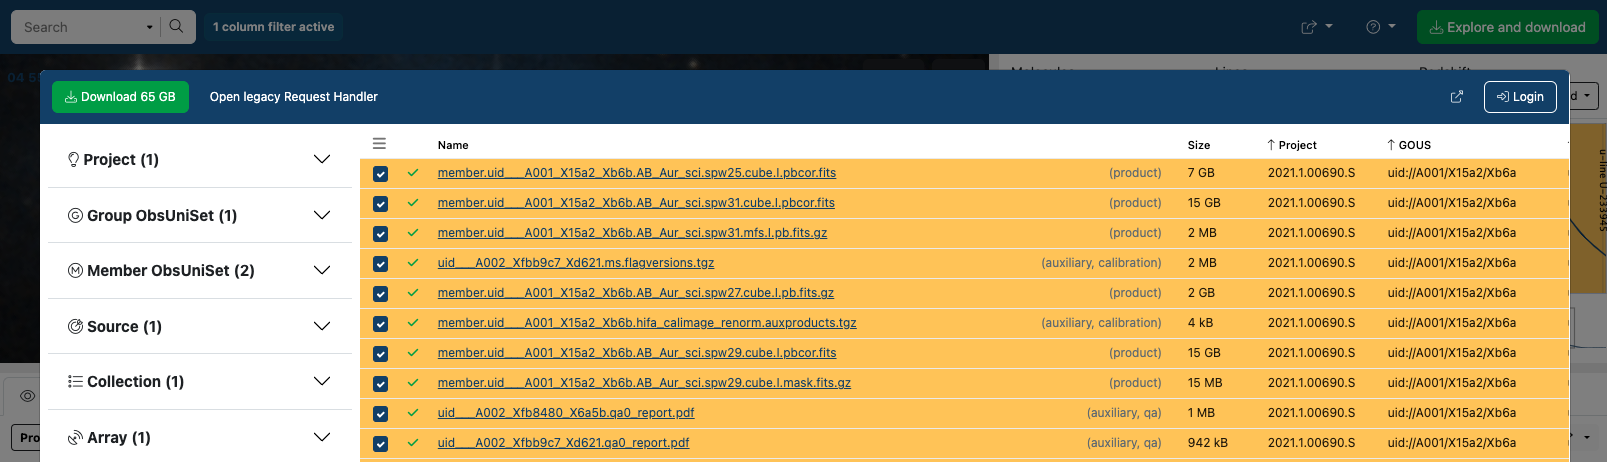 Search
1 column filter active
Explore and download
04 5
Download 65 GB
Open legacy Request Handler
Login
Project (1)
Group ObsUniSet (1)
Member ObsUniSet (2)
Source (1)
Collection (1)
Array (1)
Name Size Project GOUS
member.uid___A001_X15a2_Xb6b.AB_Aur_sci.spw25.cube.I.pbcor.fits (product) 7 GB 2021.1.00690.S uid://A001/X15a2/Xb6a
member.uid___A001_X15a2_Xb6b.AB_Aur_sci.spw31.cube.I.pbcor.fits (product) 15 GB 2021.1.00690.S uid://A001/X15a2/Xb6a
member.uid___A001_X15a2_Xb6b.AB_Aur_sci.spw31.mfs.I.pb.fits.gz (product) 2 MB 2021.1.00690.S uid://A001/X15a2/Xb6a
uid___A002_Xfbb9c7_Xd621.ms.flagversions.tgz (auxiliary, calibration) 2 MB 2021.1.00690.S uid://A001/X15a2/Xb6a
member.uid___A001_X15a2_Xb6b.AB_Aur_sci.spw27.cube.I.pb.fits.gz (product) 2 GB 2021.1.00690.S uid://A001/X15a2/Xb6a
member.uid___A001_X15a2_Xb6b.hifa_calimage_renorm.auxproducts.tgz (auxiliary, calibration) 4 kB 2021.1.00690.S uid://A001/X15a2/Xb6a
member.uid___A001_X15a2_Xb6b.AB_Aur_sci.spw29.cube.I.pbcor.fits (product) 15 GB 2021.1.00690.S uid://A001/X15a2/Xb6a
member.uid___A001_X15a2_Xb6b.AB_Aur_sci.spw29.cube.I.mask.fits.gz (product) 15 MB 2021.1.00690.S uid://A001/X15a2/Xb6a
uid___A002_Xfb8480_X6a5b.qa0_report.pdf (auxiliary, qa) 1 MB 2021.1.00690.S uid://A001/X15a2/Xb6a
uid___A002_Xfbb9c7_Xd621.qa0_report.pdf (auxiliary, qa) 942 kB 2021.1.00690.S uid://A001/X15a2/Xb6a
u-line U-233945
Pro